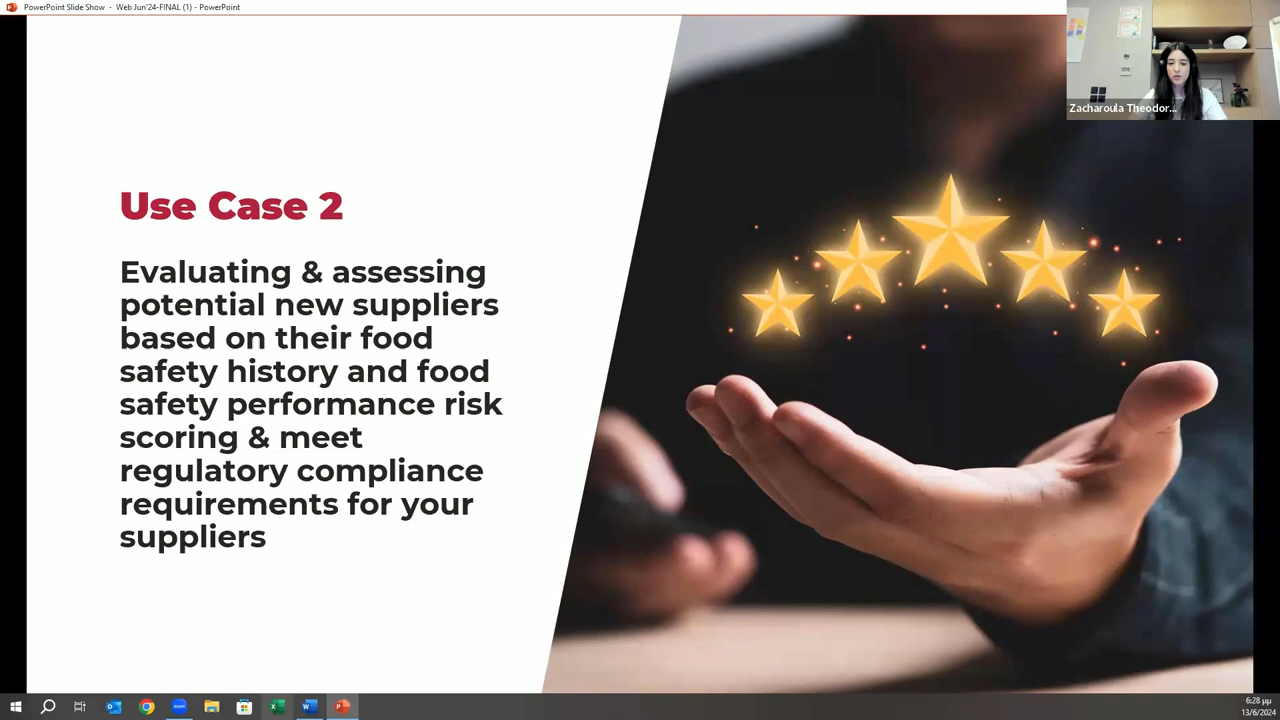 PowerPoint Slide Show - Web Jun'24-FINAL (1) - PowerPoint
Zacharoula Theodor...
Use Case 2
Evaluating & assessing
potential new suppliers
based on their food
safety history and food
safety performance risk
scoring & meet
regulatory compliance
requirements for your
suppliers
6:28 μμ
13/6/2024